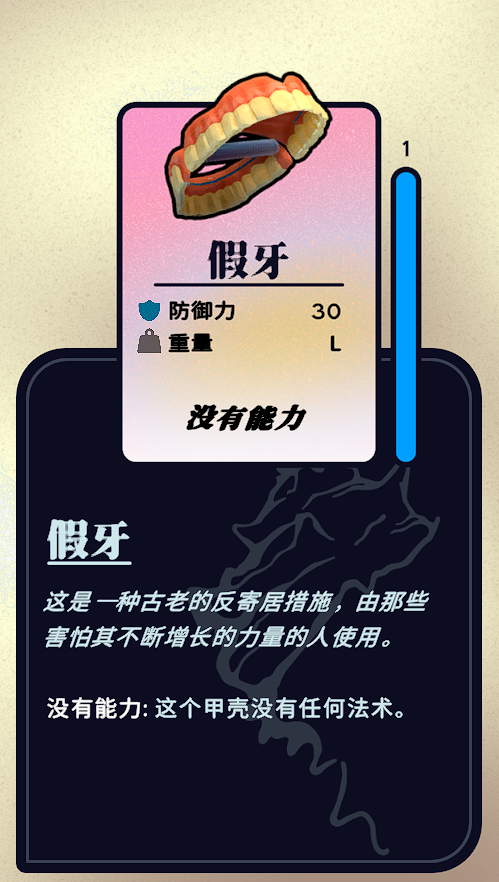 1
假牙
防御力 30
重量 L
没有能力
假牙
这是一种古老的反寄居措施，由那些
害怕其不断增长的力量的人使用。
没有能力: 这个甲壳没有任何法术。